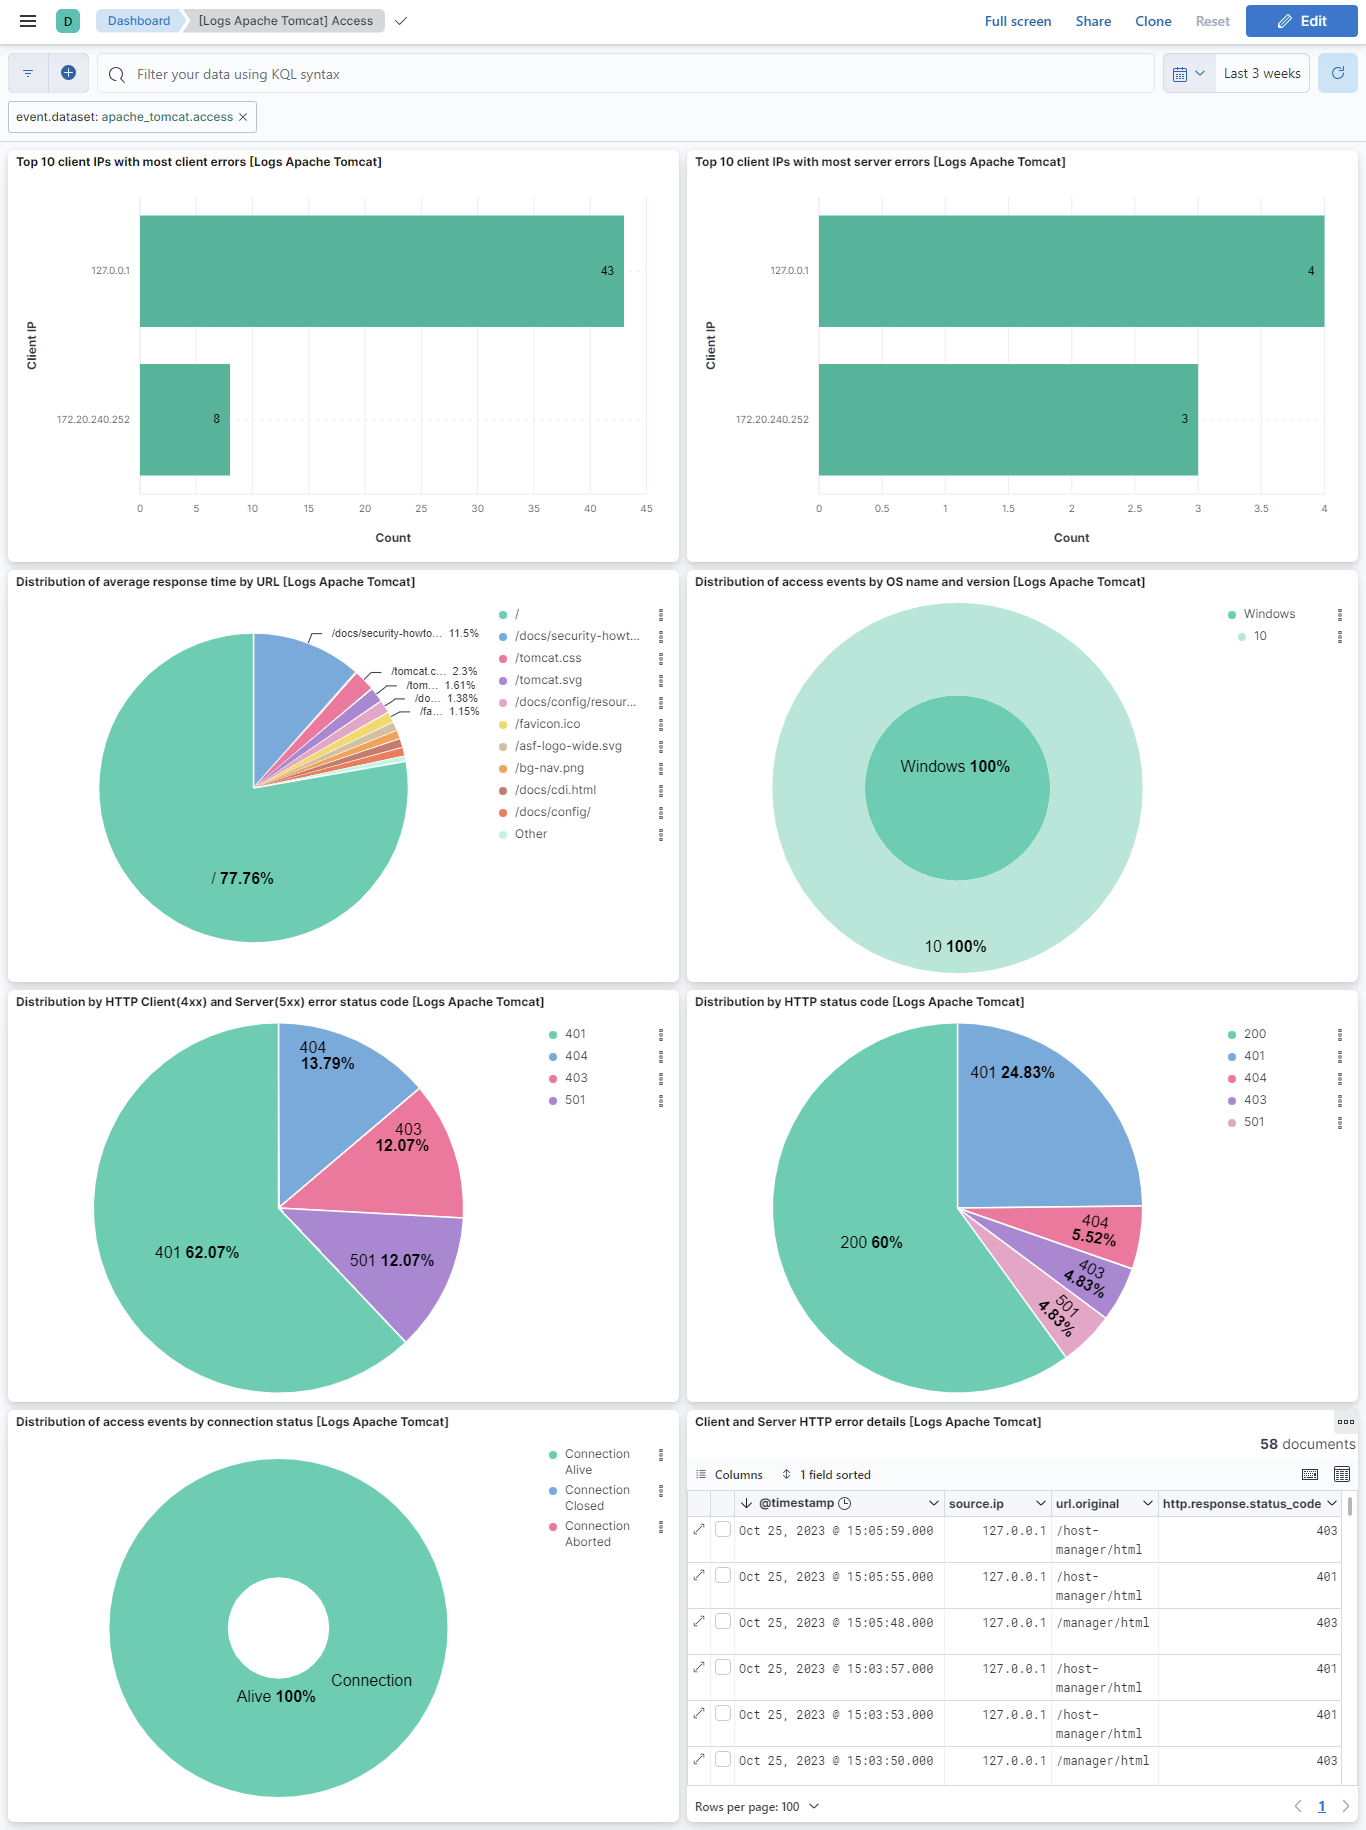 D
Dashboard
[Logs Apache Tomcat] Access
Full screen
Share
Clone
Reset
Edit
Filter your data using KQL syntax
Last 3 weeks
event.dataset: apache_tomcat.access ×
Top 10 client IPs with most client errors [Logs Apache Tomcat]
Client IP
127.0.0.1
43
172.20.240.252
8
0 5 10 15 20 25 30 35 40 45
Count
Top 10 client IPs with most server errors [Logs Apache Tomcat]
Client IP
127.0.0.1
4
172.20.240.252
3
0 0.5 1 1.5 2 2.5 3 3.5 4
Count
Distribution of average response time by URL [Logs Apache Tomcat]
/docs/security-howto... 11.5%
/tomcat.c... 2.3%
/tom... 1.61%
/do... 1.38%
/fa... 1.15%
/ 77.76%
/
/docs/security-howt...
/tomcat.css
/tomcat.svg
/docs/config/resour...
/favicon.ico
/asf-logo-wide.svg
/bg-nav.png
/docs/cdi.html
/docs/config/
Other
Distribution of access events by OS name and version [Logs Apache Tomcat]
Windows 100%
10 100%
Windows
10
Distribution by HTTP Client(4xx) and Server(5xx) error status code [Logs Apache Tomcat]
404
13.79%
403
12.07%
501 12.07%
401 62.07%
401
404
403
501
Distribution by HTTP status code [Logs Apache Tomcat]
401 24.83%
404
5.52%
403
4.83%
501
4.83%
200 60%
200
401
404
403
501
Distribution of access events by connection status [Logs Apache Tomcat]
Connection
Alive 100%
Connection
Alive
Connection
Closed
Connection
Aborted
Client and Server HTTP error details [Logs Apache Tomcat]
58 documents
Columns
1 field sorted
@timestamp source.ip url.original http.response.status_code
Oct 25, 2023 @ 15:05:59.000 127.0.0.1 /host- 403
manager/html
Oct 25, 2023 @ 15:05:55.000 127.0.0.1 /host- 401
manager/html
Oct 25, 2023 @ 15:05:48.000 127.0.0.1 /manager/html 403
Oct 25, 2023 @ 15:03:57.000 127.0.0.1 /host- 401
manager/html
Oct 25, 2023 @ 15:03:53.000 127.0.0.1 /host- 401
manager/html
Oct 25, 2023 @ 15:03:50.000 127.0.0.1 /manager/html 403
Rows per page: 100
1